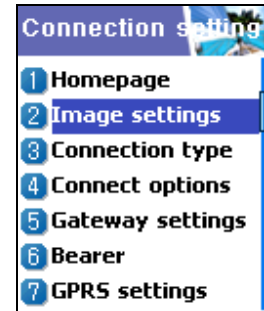 Connection setting
1 Homepage
2 Image settings
3 Connection type
4 Connect options
5 Gateway settings
6 Bearer
7 GPRS settings